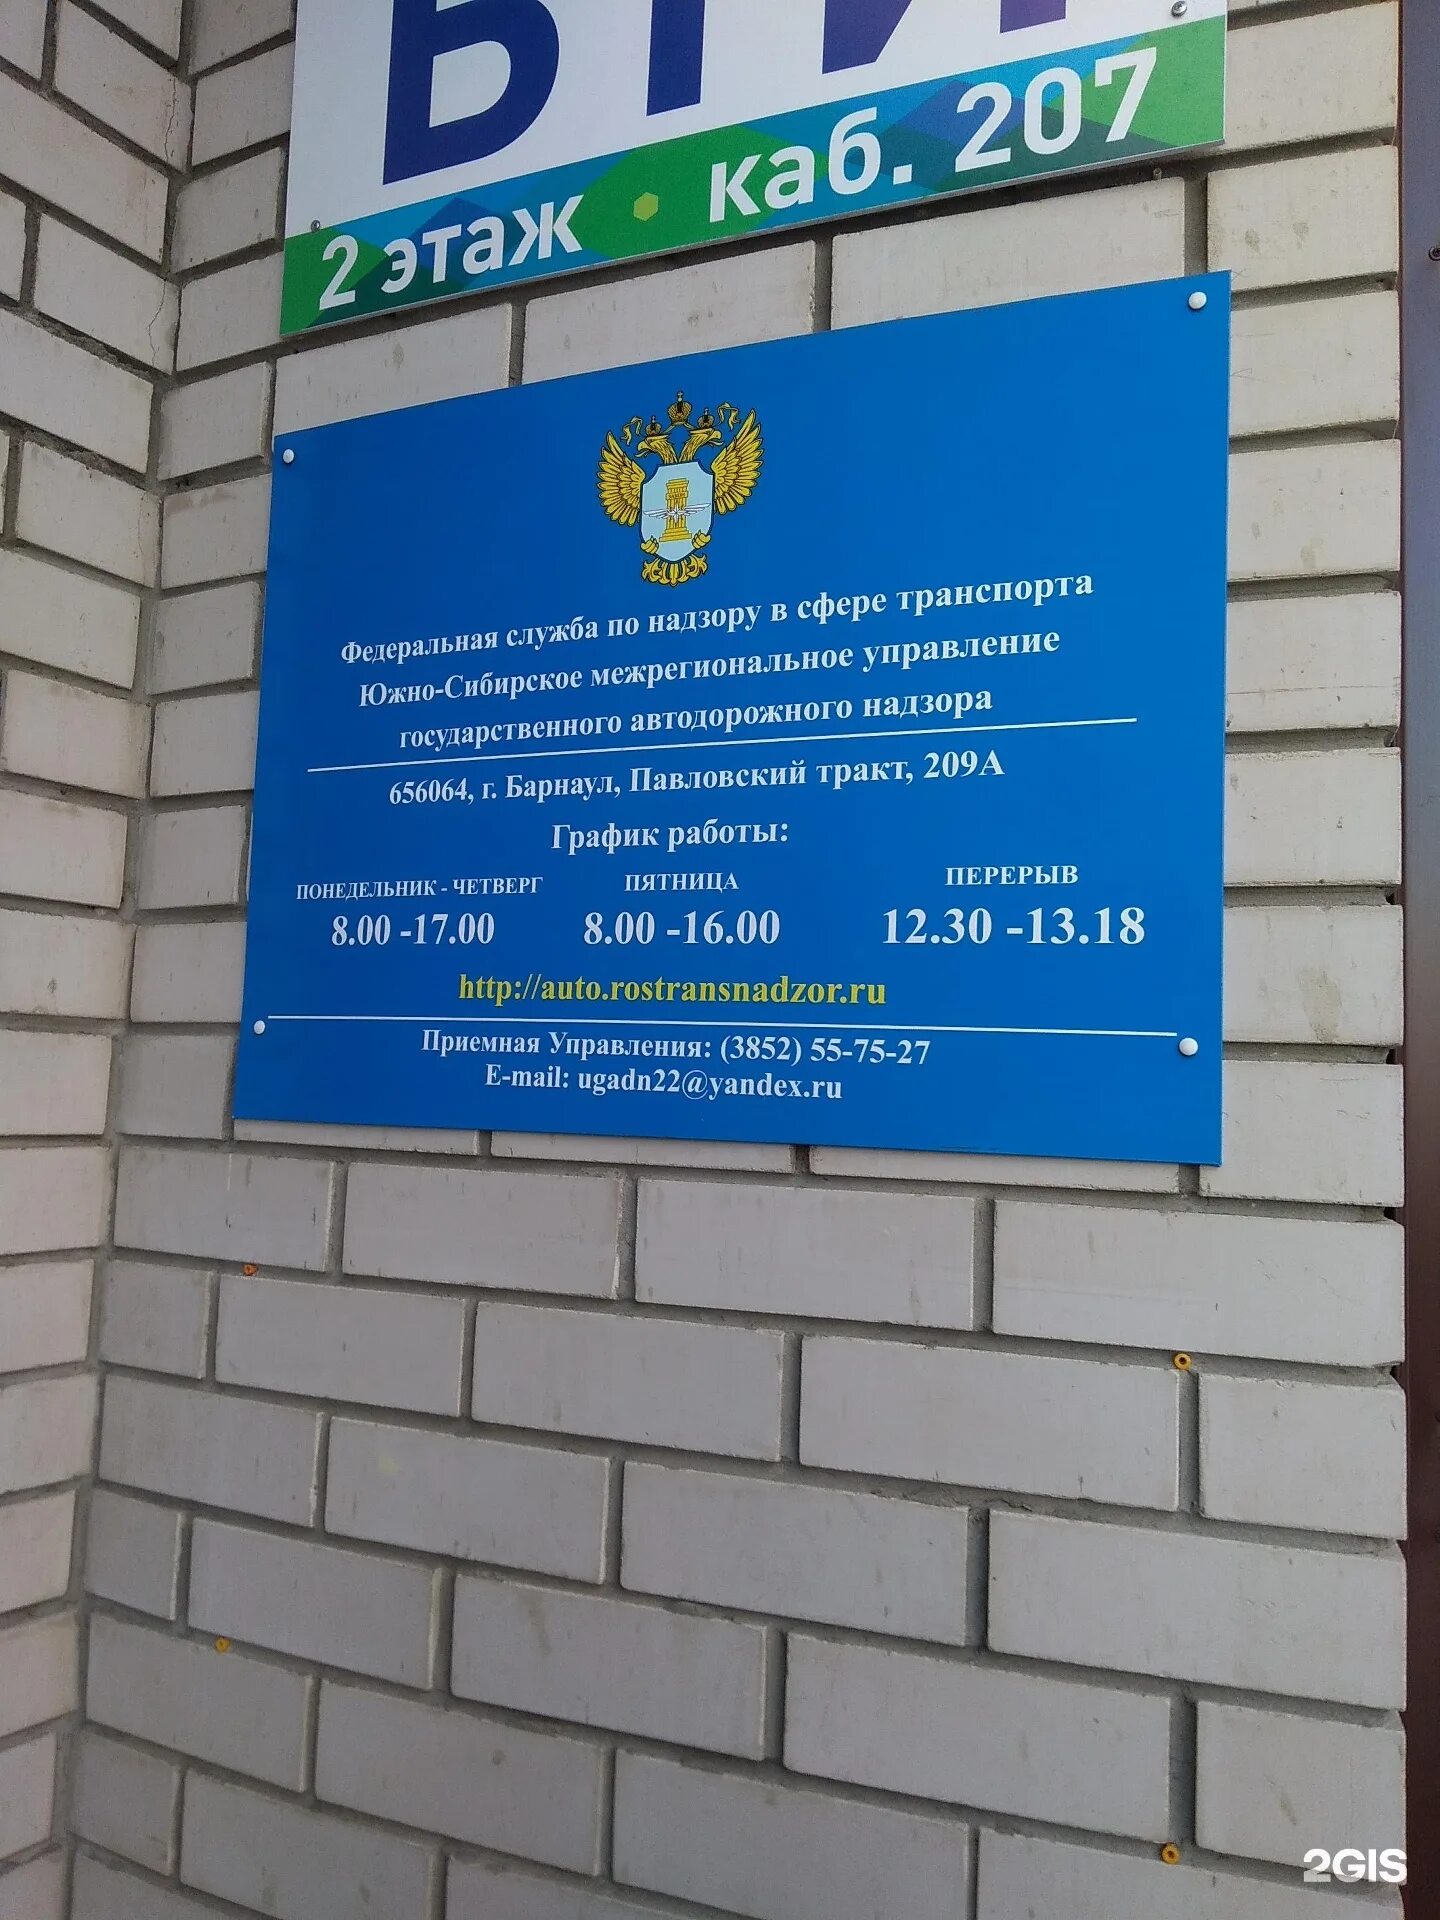 БТИ
2 этаж • каб. 207
Федеральная служба по надзору в сфере транспорта
Южно-Сибирское межрегиональное управление
государственного автодорожного надзора
656064, г. Барнаул, Павловский тракт, 209А
График работы:
ПОНЕДЕЛЬНИК - ЧЕТВЕРГ ПЯТНИЦА ПЕРЕРЫВ
8.00 -17.00 8.00 -16.00 12.30 -13.18
http://auto.rostransnadzor.ru
Приемная Управления: (3852) 55-75-27
E-mail: ugadn22@yandex.ru
2GIS